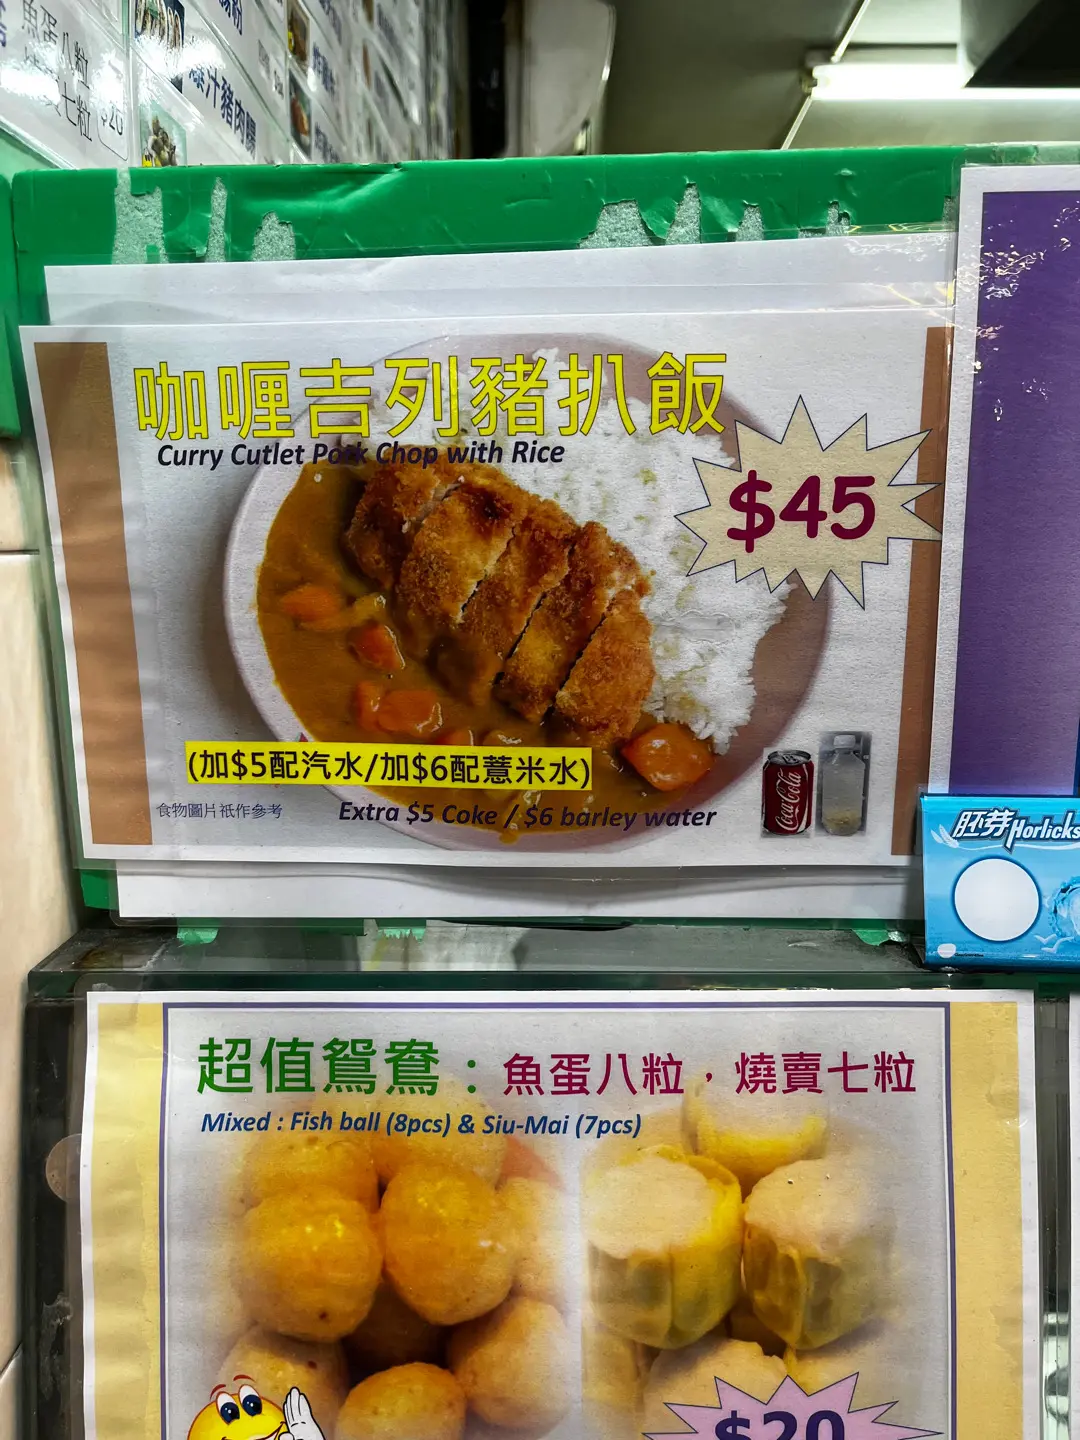 魚蛋八粒
七粒
$20
爆汁豬肉腸
咖喱吉列豬扒飯
Curry Cutlet Pork Chop with Rice
$45
(加$5配汽水/加$6配薏米水)
食物圖片祇作參考
Extra $5 Coke / $6 barley water
Coca-Cola
胚芽Horlicks
超值鴛鴦：魚蛋八粒，燒賣七粒
Mixed : Fish ball (8pcs) & Siu-Mai (7pcs)
$20